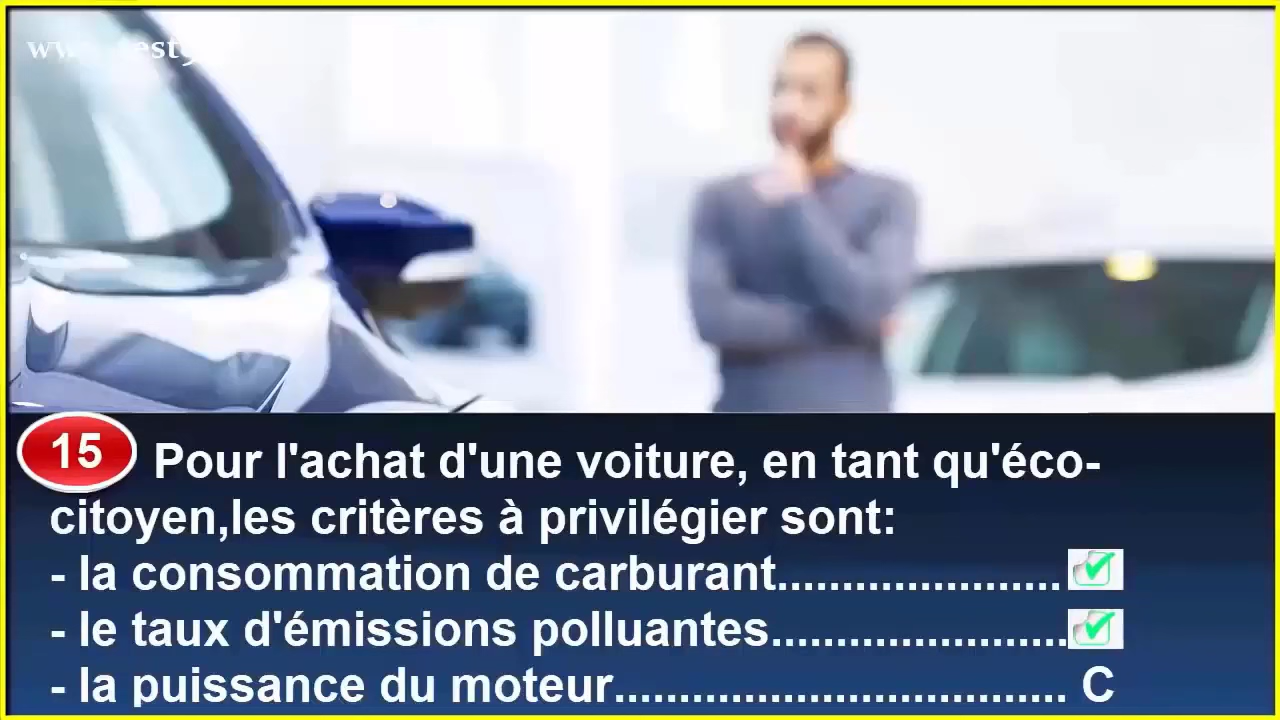 15 Pour l'achat d'une voiture, en tant qu'éco-
citoyen,les critères à privilégier sont:
- la consommation de carburant......................
- le taux d'émissions polluantes.......................
- la puissance du moteur................................... C